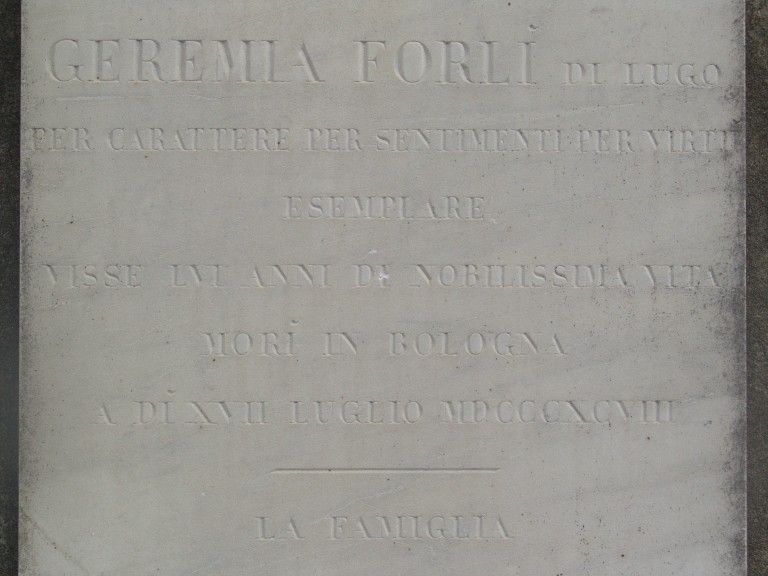 GEREMIA FORLÌ DI LUGO
PER CARATTERE PER SENTIMENTI PER VIRTÙ
ESEMPLARE
VISSE LVI ANNI DI NOBILISSIMA VITA
MORÌ IN BOLOGNA
A DÌ XVII LUGLIO MDCCCXCVIII
LA FAMIGLIA